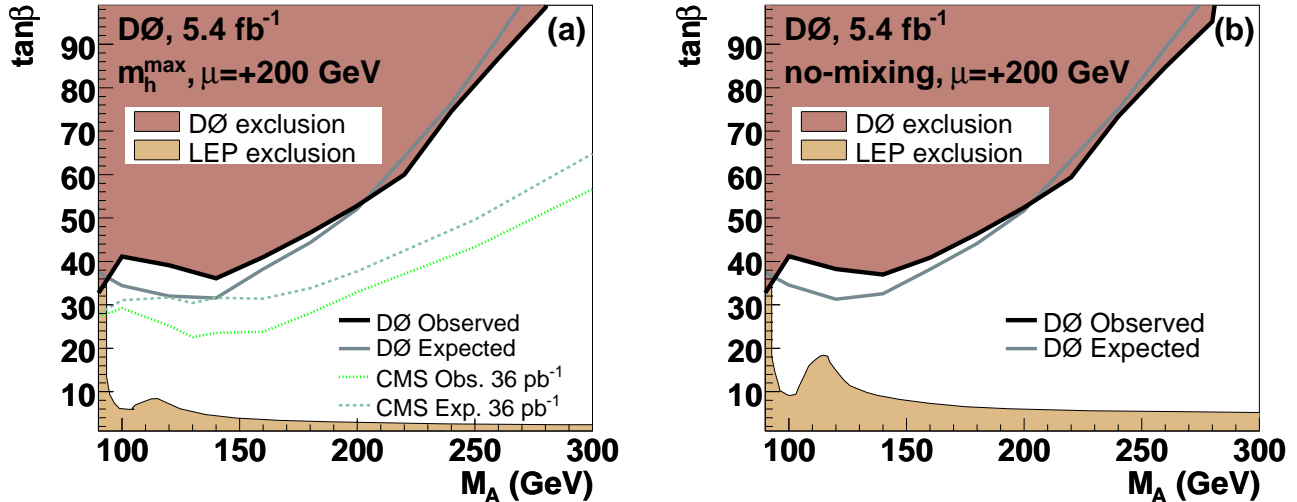 tanβ
90
80
70
60
50
40
30
20
10
DØ, 5.4 fb⁻¹
(a)
m_h^max, μ=+200 GeV
DØ exclusion
LEP exclusion
DØ Observed
DØ Expected
CMS Obs. 36 pb⁻¹
CMS Exp. 36 pb⁻¹
100 150 200 250 300
M_A (GeV)
tanβ
90
80
70
60
50
40
30
20
10
DØ, 5.4 fb⁻¹
(b)
no-mixing, μ=+200 GeV
DØ exclusion
LEP exclusion
DØ Observed
DØ Expected
100 150 200 250 300
M_A (GeV)